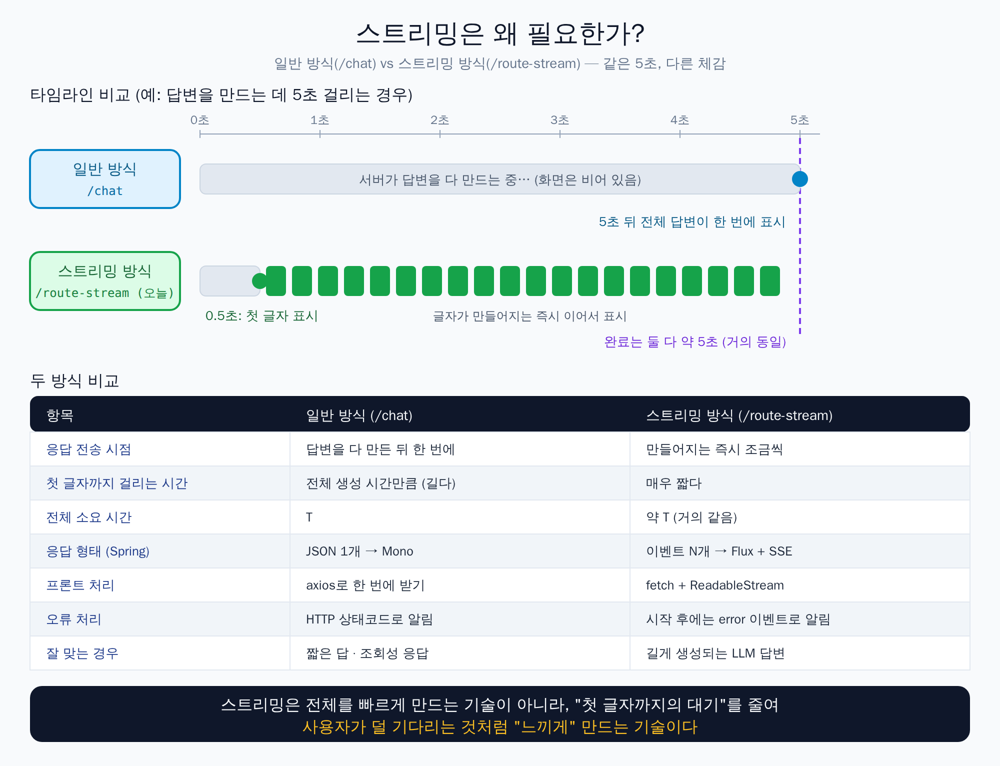 스트리밍은 왜 필요한가?
일반 방식(/chat) vs 스트리밍 방식(/route-stream) — 같은 5초, 다른 체감
타임라인 비교 (예: 답변을 만드는 데 5초 걸리는 경우)
0초 1초 2초 3초 4초 5초
일반 방식
/chat
서버가 답변을 다 만드는 중… (화면은 비어 있음)
5초 뒤 전체 답변이 한 번에 표시
스트리밍 방식
/route-stream (오늘)
0.5초: 첫 글자 표시
글자가 만들어지는 즉시 이어서 표시
완료는 둘 다 약 5초 (거의 동일)
두 방식 비교
항목 일반 방식 (/chat) 스트리밍 방식 (/route-stream)
응답 전송 시점 답변을 다 만든 뒤 한 번에 만들어지는 즉시 조금씩
첫 글자까지 걸리는 시간 전체 생성 시간만큼 (길다) 매우 짧다
전체 소요 시간 T 약 T (거의 같음)
응답 형태 (Spring) JSON 1개 → Mono 이벤트 N개 → Flux + SSE
프론트 처리 axios로 한 번에 받기 fetch + ReadableStream
오류 처리 HTTP 상태코드로 알림 시작 후에는 error 이벤트로 알림
잘 맞는 경우 짧은 답 · 조회성 응답 길게 생성되는 LLM 답변
스트리밍은 전체를 빠르게 만드는 기술이 아니라, "첫 글자까지의 대기"를 줄여
사용자가 덜 기다리는 것처럼 "느끼게" 만드는 기술이다